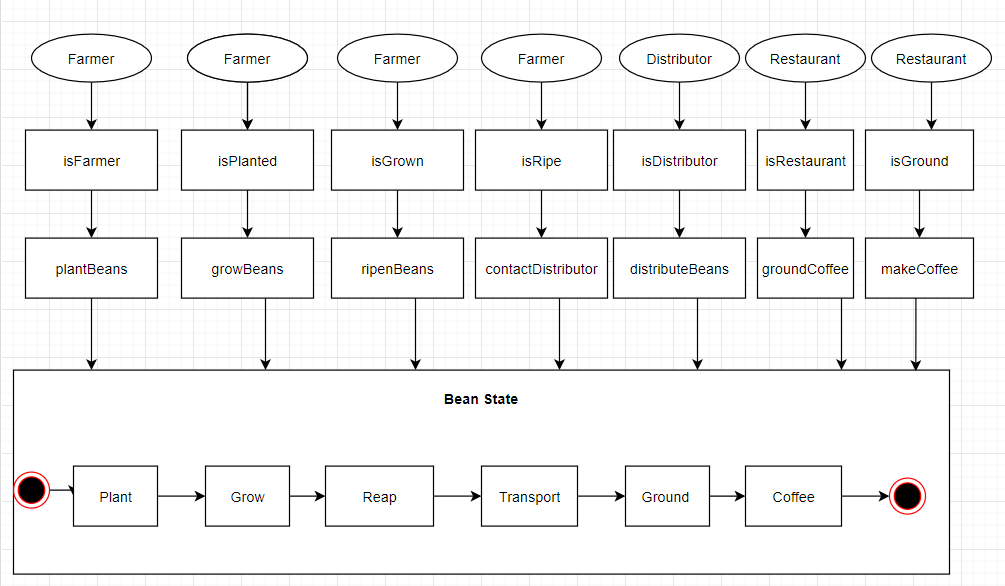 Farmer Farmer Farmer Farmer Distributor Restaurant Restaurant
isFarmer isPlanted isGrown isRipe isDistributor isRestaurant isGround
plantBeans growBeans ripenBeans contactDistributor distributeBeans groundCoffee makeCoffee
Bean State
Plant Grow Reap Transport Ground Coffee